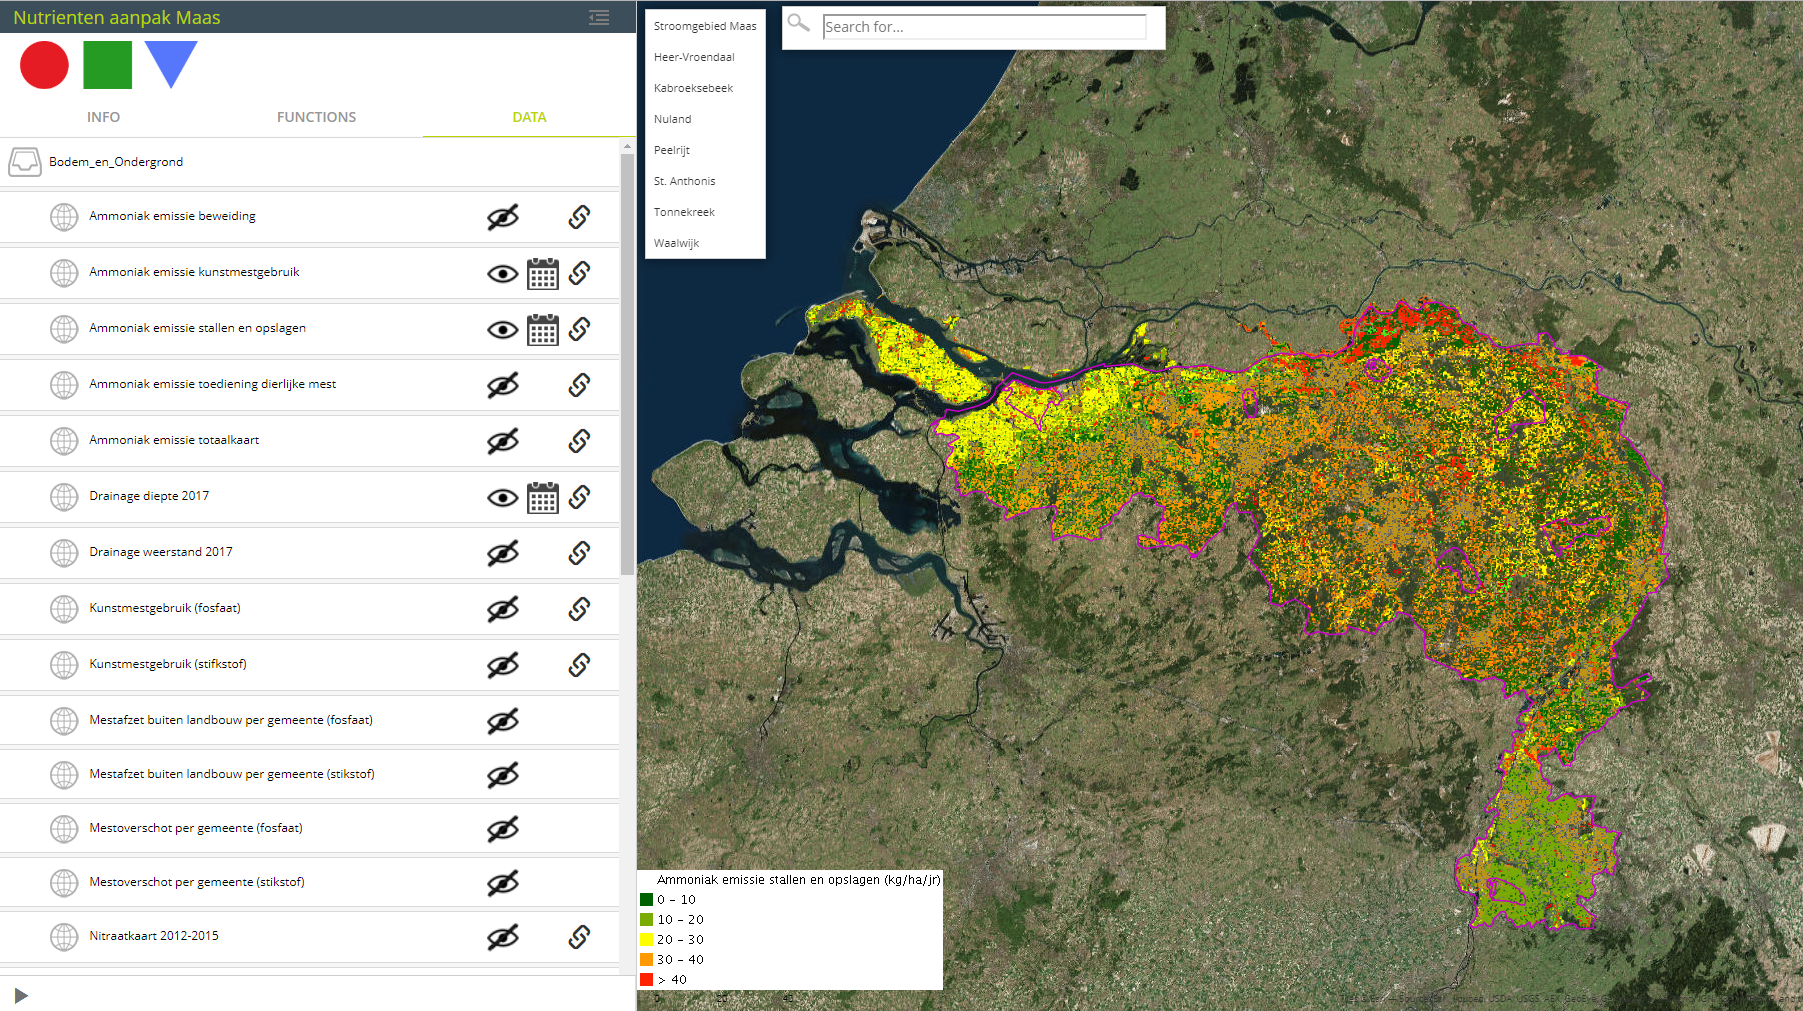 Nutrienten aanpak Maas
INFO
FUNCTIONS
DATA
Bodem_en_Ondergrond
Ammoniak emissie beweiding
Ammoniak emissie kunstmestgebruik
Ammoniak emissie stallen en opslagen
Ammoniak emissie toediening dierlijke mest
Ammoniak emissie totaalkaart
Drainage diepte 2017
Drainage weerstand 2017
Kunstmestgebruik (fosfaat)
Kunstmestgebruik (stifkstof)
Mestafzet buiten landbouw per gemeente (fosfaat)
Mestafzet buiten landbouw per gemeente (stikstof)
Mestoverschot per gemeente (fosfaat)
Mestoverschot per gemeente (stikstof)
Nitraatkaart 2012-2015
Stroomgebied Maas
Heer-Vroendaal
Kabroeksebeek
Nuland
Peelrijt
St. Anthonis
Tonnekreek
Waalwijk
Search for...
Ammoniak emissie stallen en opslagen (kg/ha/jr)
0 - 10
10 - 20
20 - 30
30 - 40
> 40
0 20 40